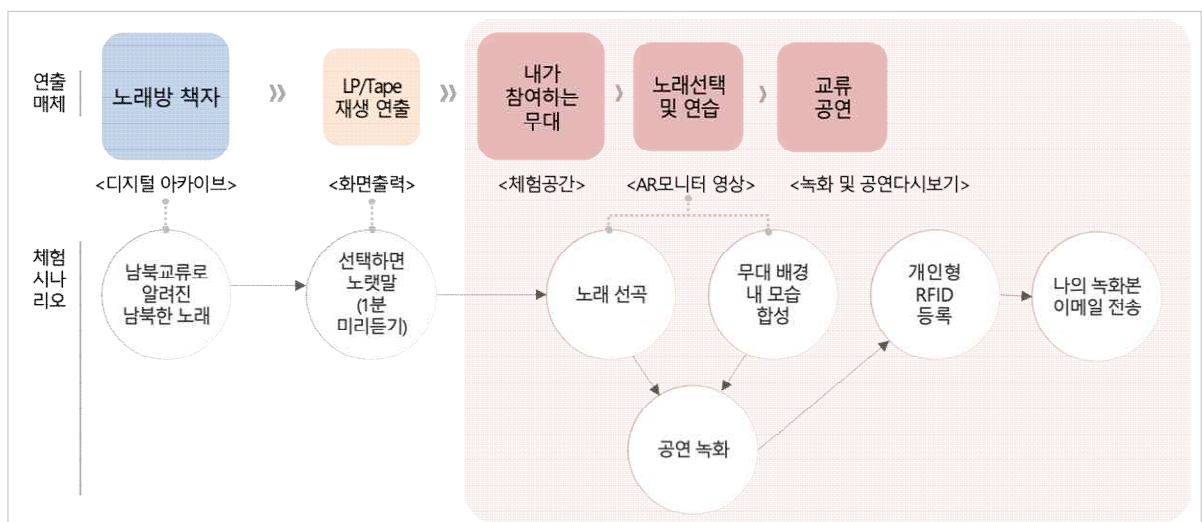 연출
매체
노래방 책자
LP/Tape
재생 연출
내가
참여하는
무대
노래선택
및 연습
교류
공연
<디지털 아카이브>
<화면출력>
<체험공간>
<AR모니터 영상>
<녹화 및 공연다시보기>
체험
시나
리오
남북교류로
알려진
남북한 노래
선택하면
노랫말
(1분
미리듣기)
노래 선곡
무대 배경
내 모습
합성
개인형
RFID
등록
나의 녹화본
이메일 전송
공연 녹화